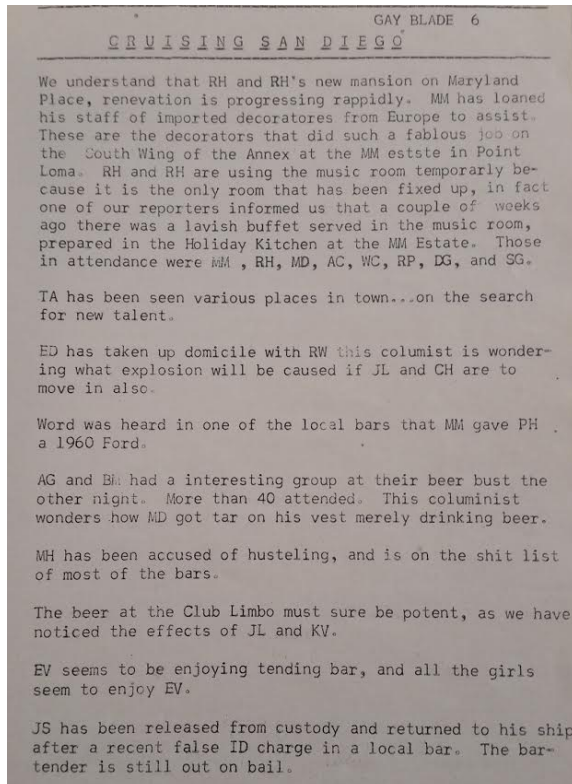 GAY BLADE 6
CRUISING SAN DIEGO
We understand that RH and RH's new mansion on Maryland
Place, renevation is progressing rappidly. MM has loaned
his staff of imported decoratores from Europe to assist.
These are the decorators that did such a fablous job on
the South Wing of the Annex at the MM estste in Point
Loma. RH and RH are using the music room temporarly be-
cause it is the only room that has been fixed up, in fact
one of our reporters informed us that a couple of weeks
ago there was a lavish buffet served in the music room,
prepared in the Holiday Kitchen at the MM Estate. Those
in attendance were MM , RH, MD, AC, WC, RP, DG, and SG.
TA has been seen various places in town...on the search
for new talent.
ED has taken up domicile with RW this columist is wonder-
ing what explosion will be caused if JL and CH are to
move in also.
Word was heard in one of the local bars that MM gave PH
a 1960 Ford.
AG and had a interesting group at their beer bust the
other night. More than 40 attended. This columinist
wonders how MD got tar on his vest merely drinking beer.
MH has been accused of husteling, and is on the shit list
of most of the bars.
The beer at the Club Limbo must sure be potent, as we have
noticed the effects of JL and KV.
EV seems to be enjoying tending bar, and all the girls
seem to enjoy EV.
JS has been released from custody and returned to his ship
after a recent false ID charge in a local bar. The bar-
tender is still out on bail.